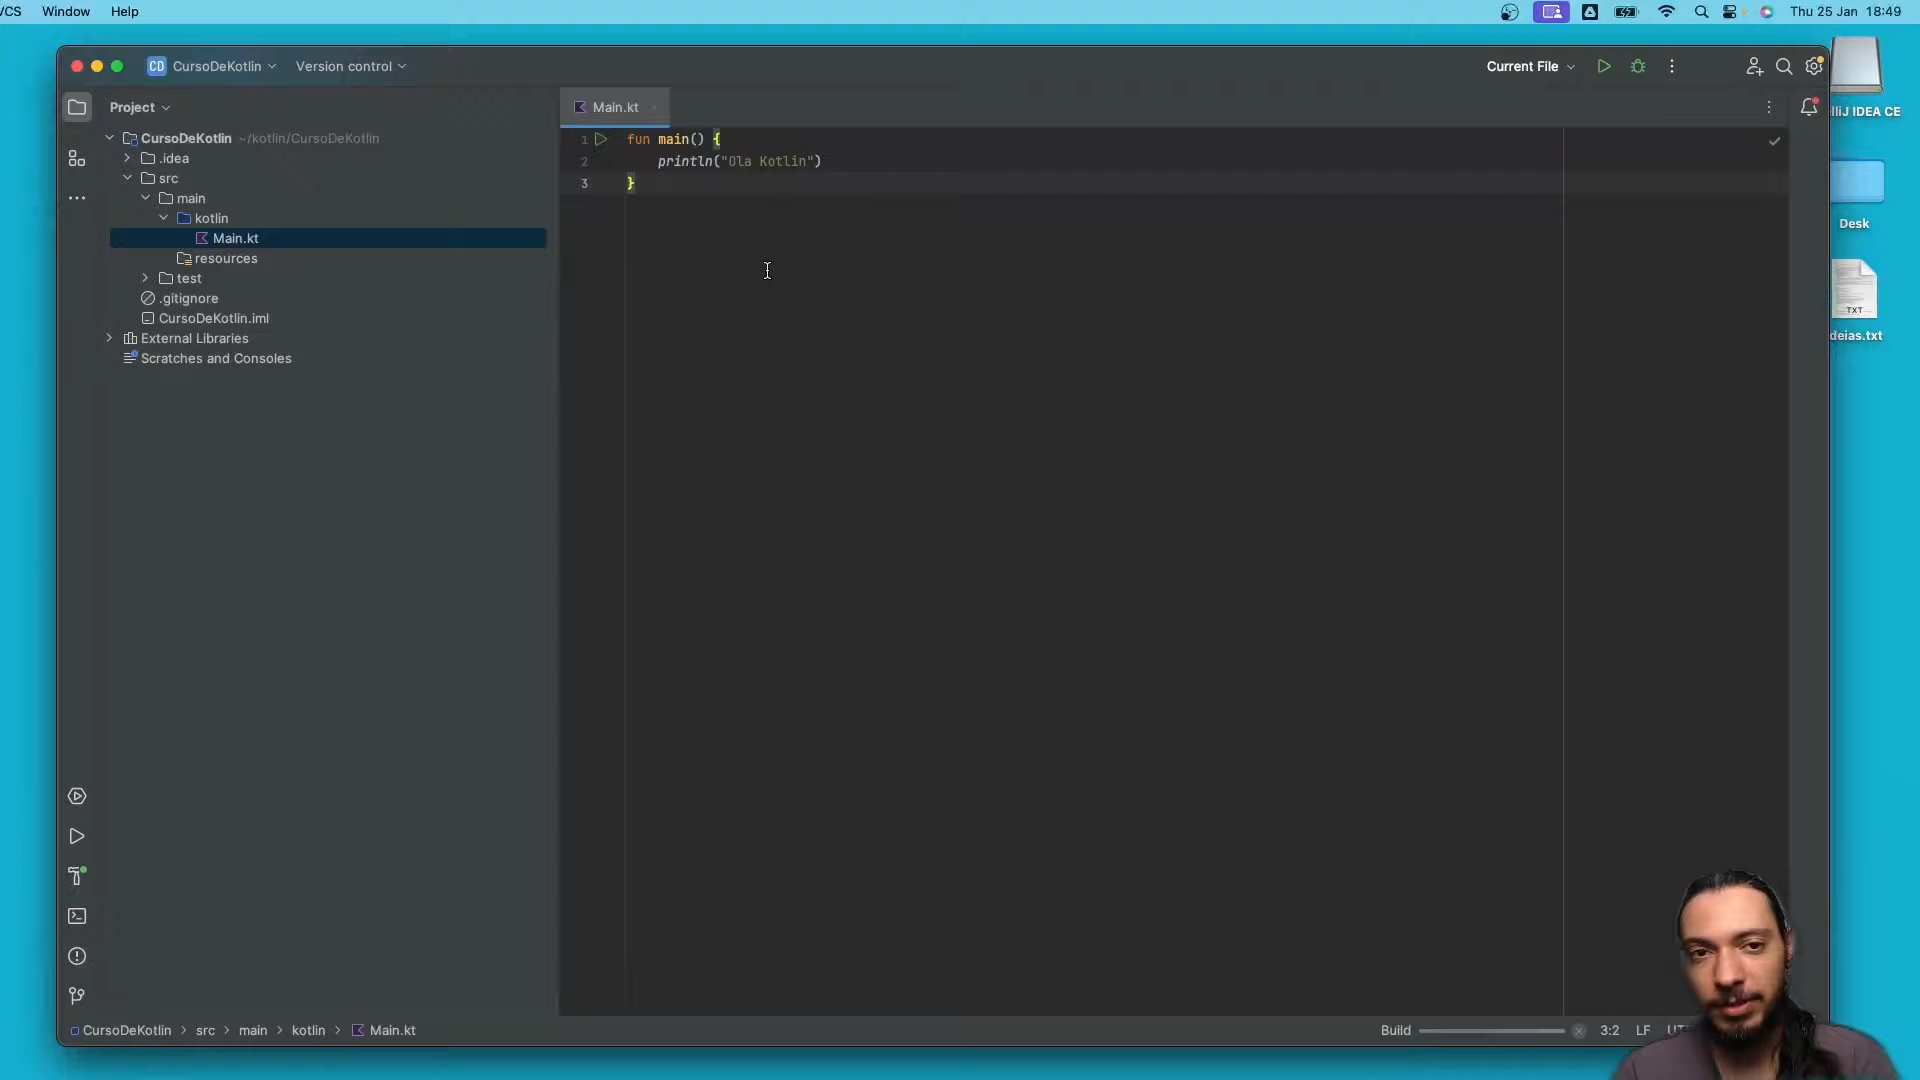 VCS Window Help Thu 25 Jan 18:49
CD CursoDeKotlin Version control Current File
Project Main.kt
IDEA CE
CursoDeKotlin ~/kotlin/CursoDeKotlin
.idea
src
main
kotlin
Main.kt
resources
test
.gitignore
CursoDeKotlin.iml
External Libraries
Scratches and Consoles
1 fun main() {
2 println("Ola Kotlin")
3 }
Desk
TXT
deias.txt
CursoDeKotlin > src > main > kotlin > Main.kt Build 3:2 LF